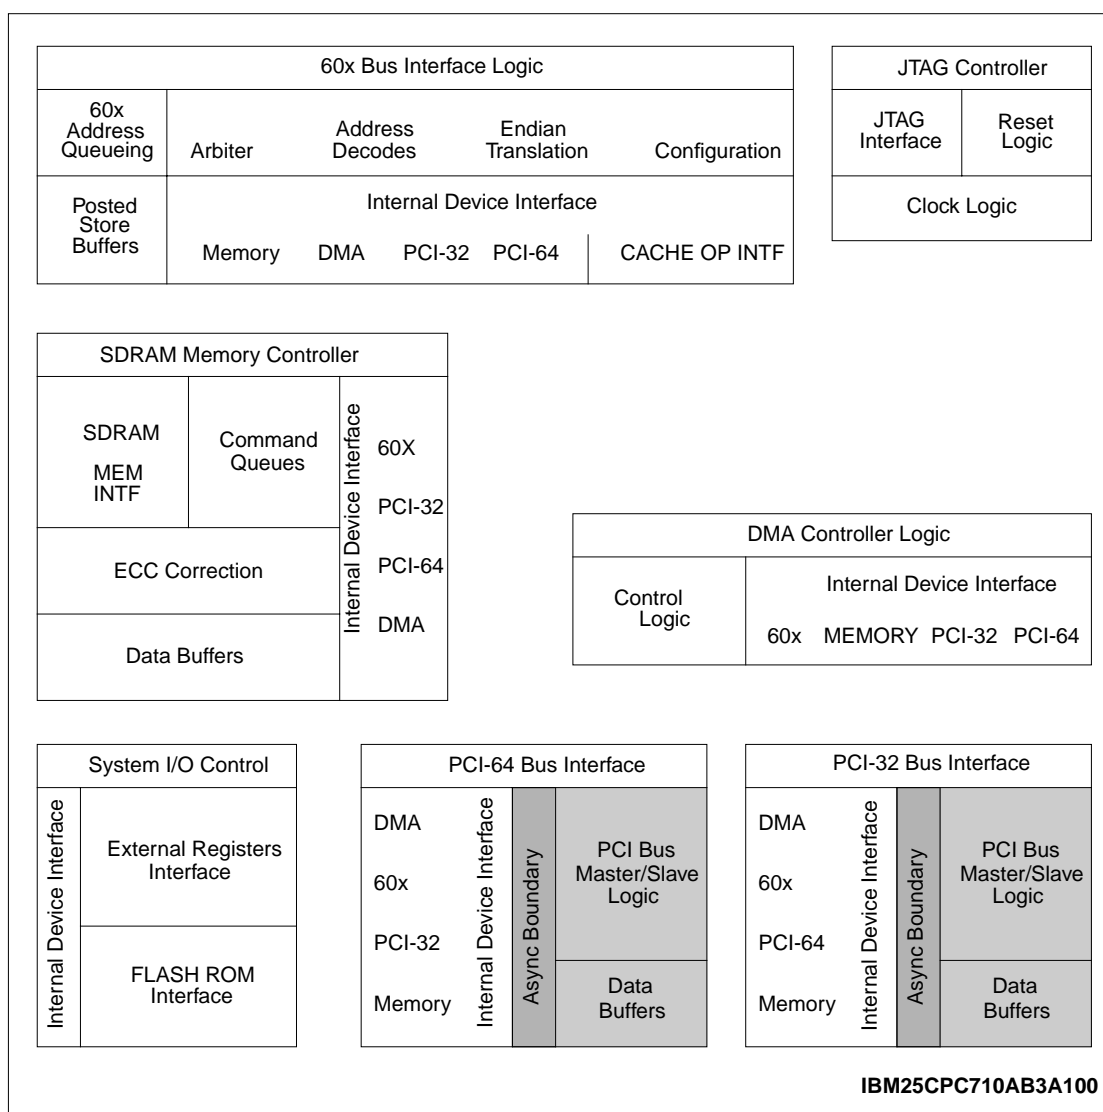 60x Bus Interface Logic
60x
Address
Queueing
Arbiter
Address
Decodes
Endian
Translation
Configuration
Posted
Store
Buffers
Internal Device Interface
Memory DMA PCI-32 PCI-64
CACHE OP INTF
JTAG Controller
JTAG
Interface
Reset
Logic
Clock Logic
SDRAM Memory Controller
SDRAM
MEM
INTF
Command
Queues
ECC Correction
Data Buffers
Internal Device Interface
60X
PCI-32
PCI-64
DMA
DMA Controller Logic
Control
Logic
Internal Device Interface
60x MEMORY PCI-32 PCI-64
System I/O Control
Internal Device Interface
External Registers
Interface
FLASH ROM
Interface
PCI-64 Bus Interface
DMA
60x
PCI-32
Memory
Internal Device Interface
Async Boundary
PCI Bus
Master/Slave
Logic
Data
Buffers
PCI-32 Bus Interface
DMA
60x
PCI-64
Memory
Internal Device Interface
Async Boundary
PCI Bus
Master/Slave
Logic
Data
Buffers
IBM25CPC710AB3A100